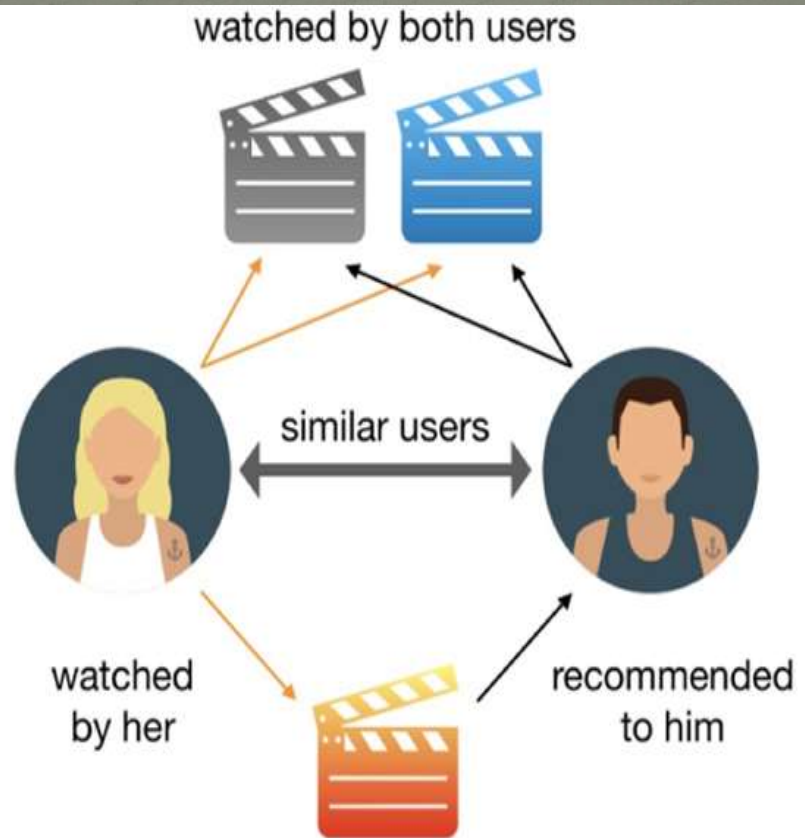 watched by both users
similar users
watched
by her
recommended
to him